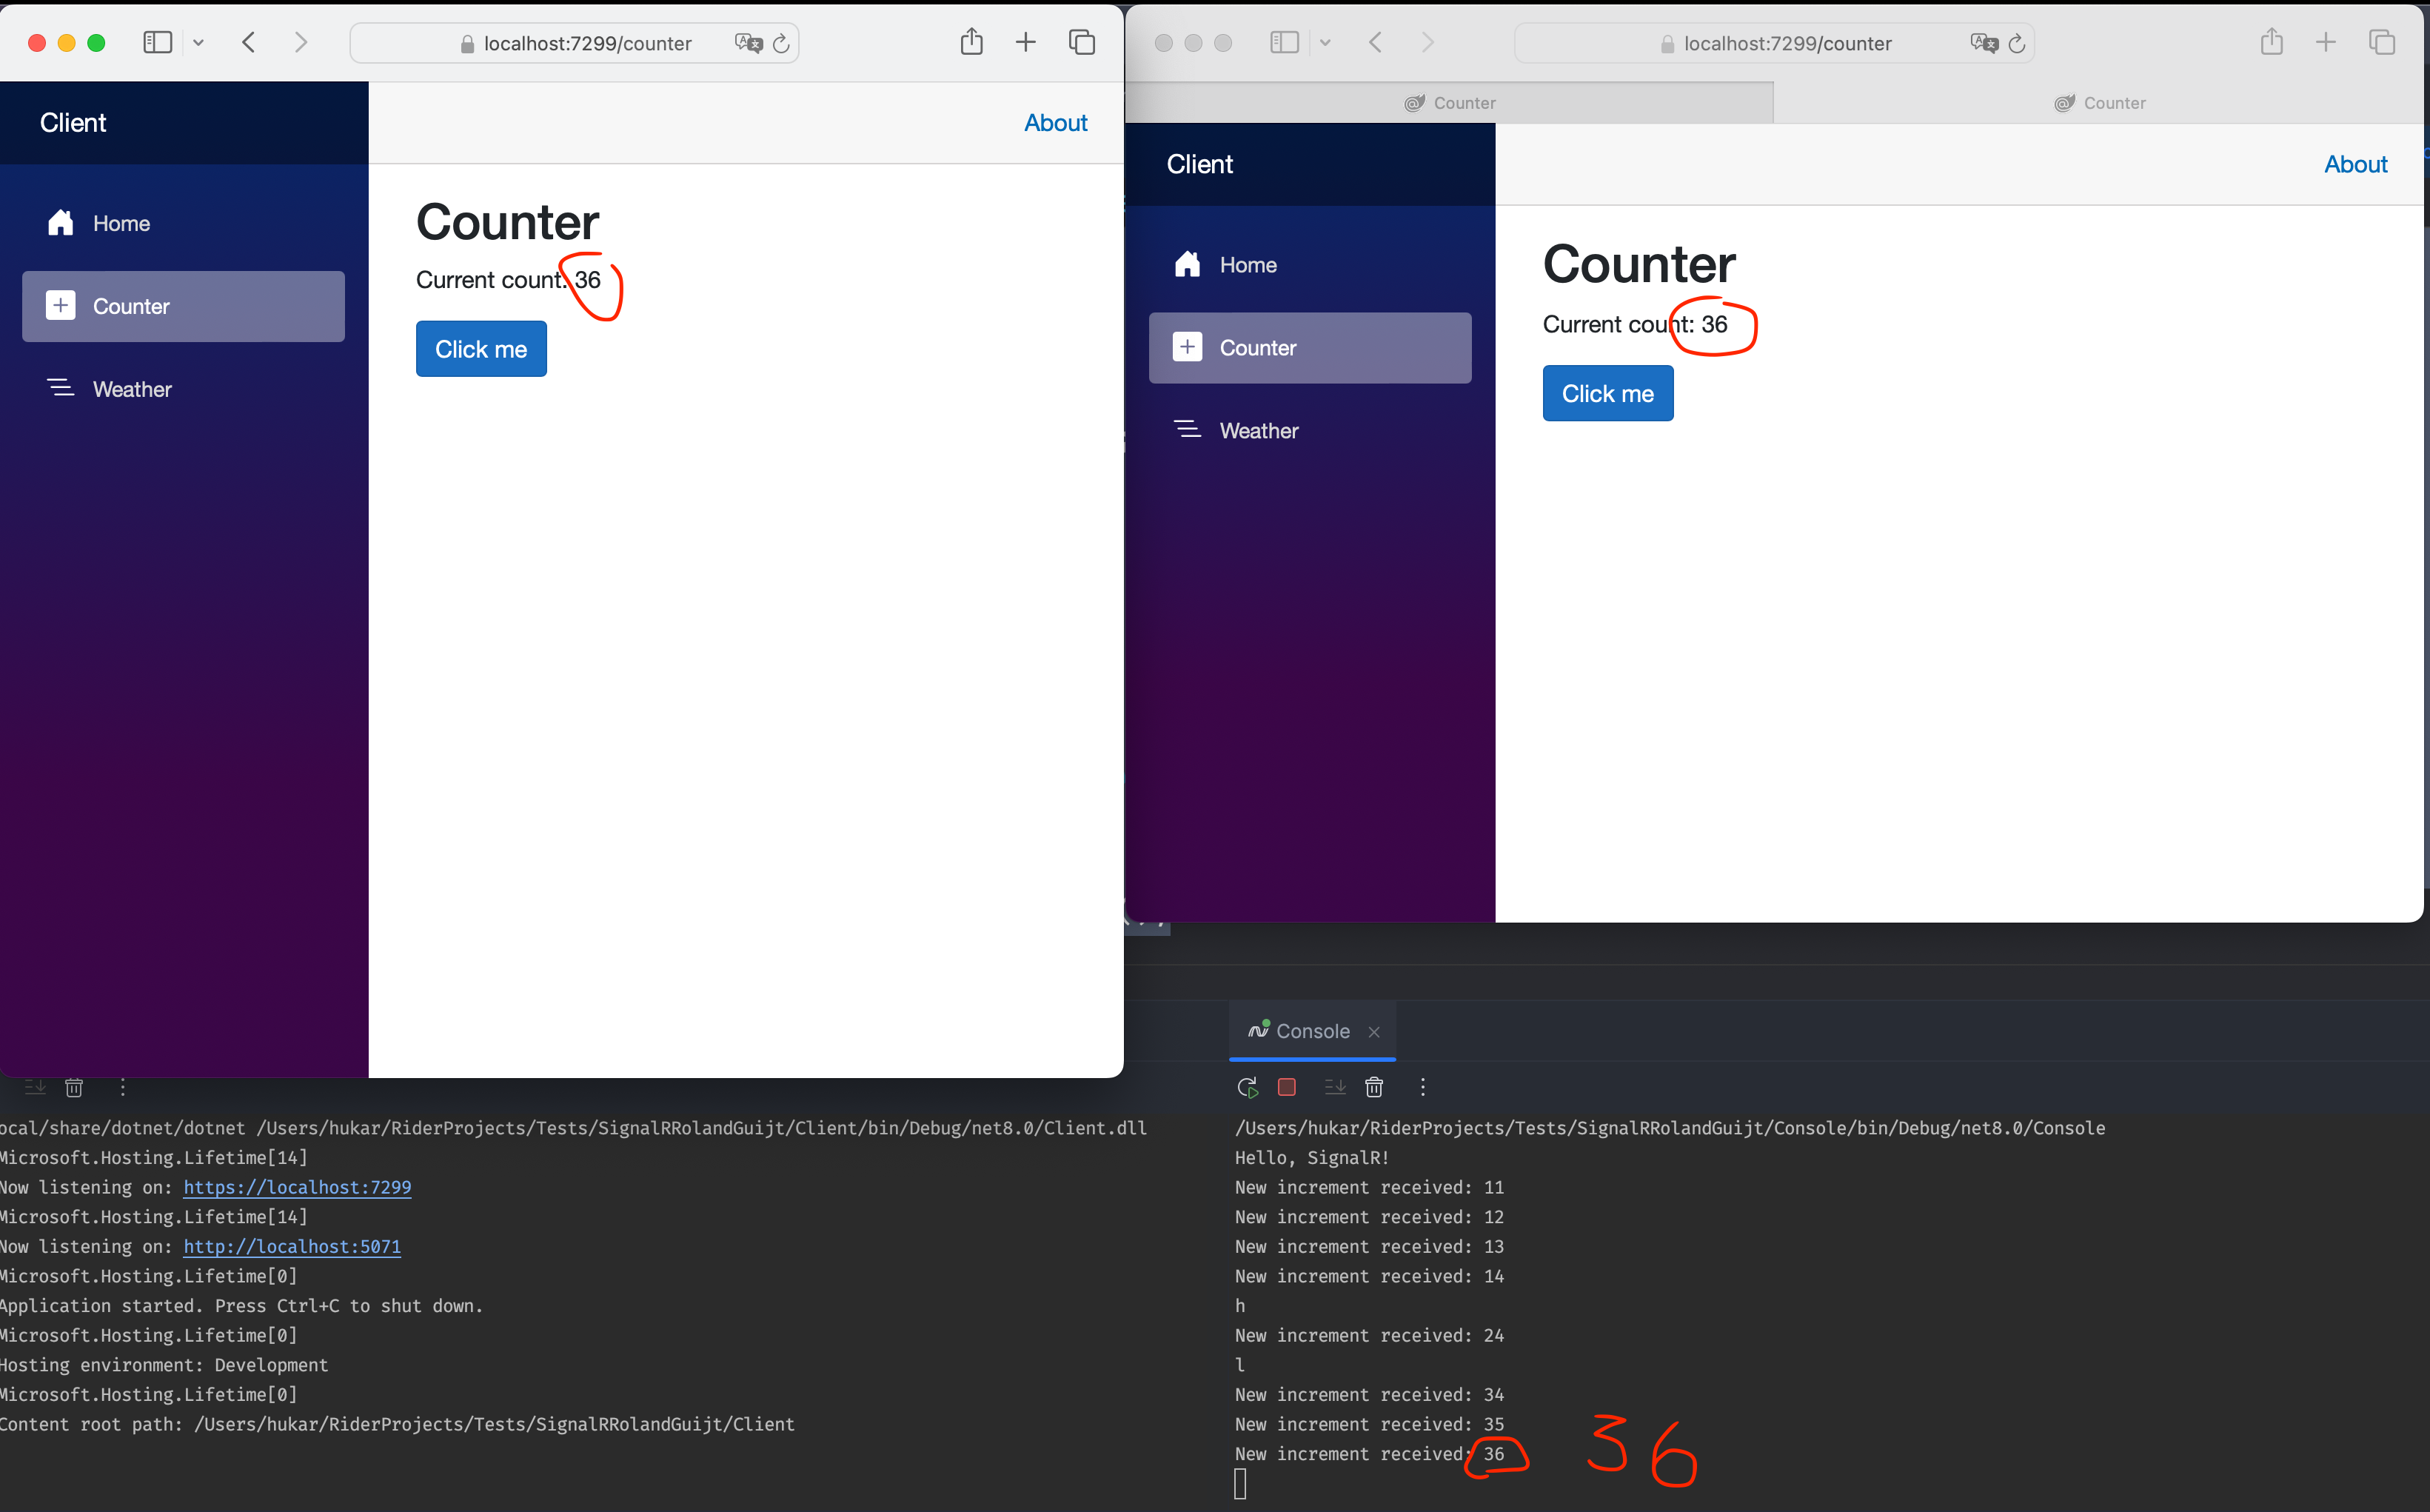 localhost:7299/counter
Client
About
Home
Counter
Weather
Counter
Current count: 36
Click me
localhost:7299/counter
Counter
Counter
Client
About
Home
Counter
Weather
Counter
Current count: 36
Click me
ocal/share/dotnet/dotnet /Users/hukar/RiderProjects/Tests/SignalRRolandGuijt/Client/bin/Debug/net8.0/Client.dll
Microsoft.Hosting.Lifetime[14]
Now listening on: https://localhost:7299
Microsoft.Hosting.Lifetime[14]
Now listening on: http://localhost:5071
Microsoft.Hosting.Lifetime[0]
Application started. Press Ctrl+C to shut down.
Microsoft.Hosting.Lifetime[0]
Hosting environment: Development
Microsoft.Hosting.Lifetime[0]
Content root path: /Users/hukar/RiderProjects/Tests/SignalRRolandGuijt/Client
Console
/Users/hukar/RiderProjects/Tests/SignalRRolandGuijt/Console/bin/Debug/net8.0/Console
Hello, SignalR!
New increment received: 11
New increment received: 12
New increment received: 13
New increment received: 14
h
New increment received: 24
l
New increment received: 34
New increment received: 35
New increment received: 36
36